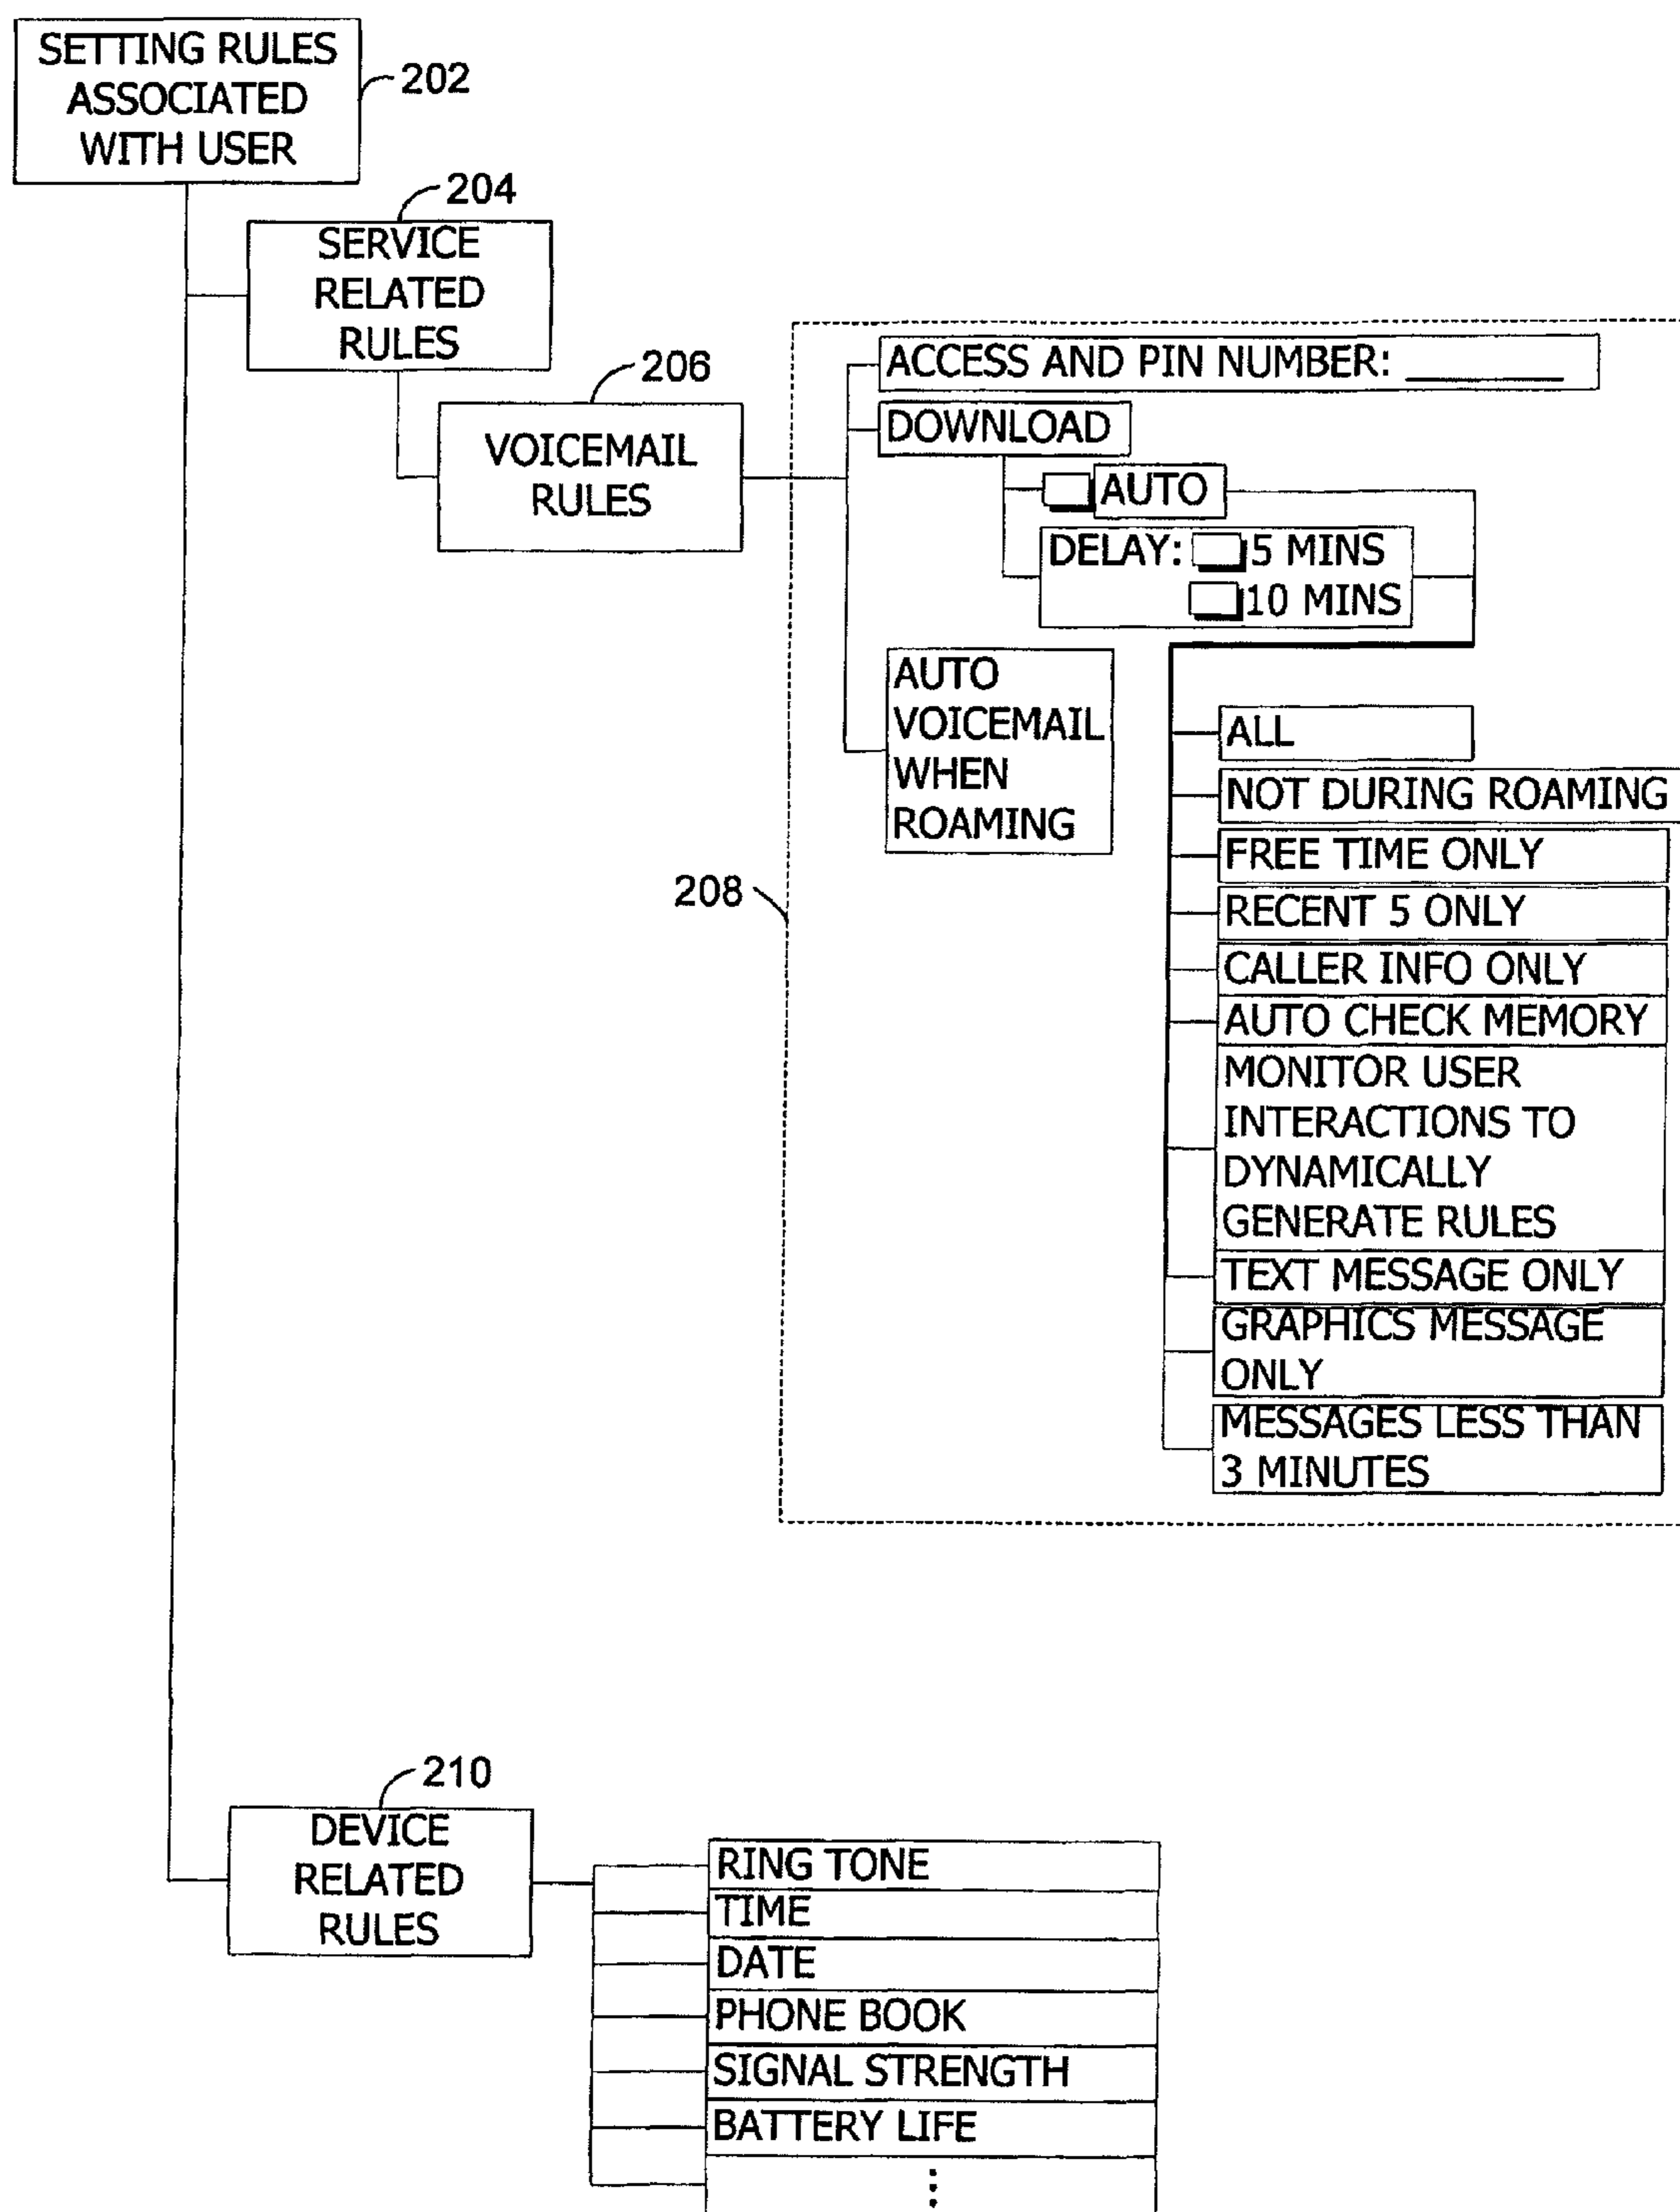 SETTING RULES
ASSOCIATED
WITH USER
202
204
SERVICE
RELATED
RULES
206
VOICEMAIL
RULES
208
ACCESS AND PIN NUMBER: ________
DOWNLOAD
AUTO
DELAY: 5 MINS
10 MINS
AUTO
VOICEMAIL
WHEN
ROAMING
ALL
NOT DURING ROAMING
FREE TIME ONLY
RECENT 5 ONLY
CALLER INFO ONLY
AUTO CHECK MEMORY
MONITOR USER
INTERACTIONS TO
DYNAMICALLY
GENERATE RULES
TEXT MESSAGE ONLY
GRAPHICS MESSAGE
ONLY
MESSAGES LESS THAN
3 MINUTES
210
DEVICE
RELATED
RULES
RING TONE
TIME
DATE
PHONE BOOK
SIGNAL STRENGTH
BATTERY LIFE
⋮